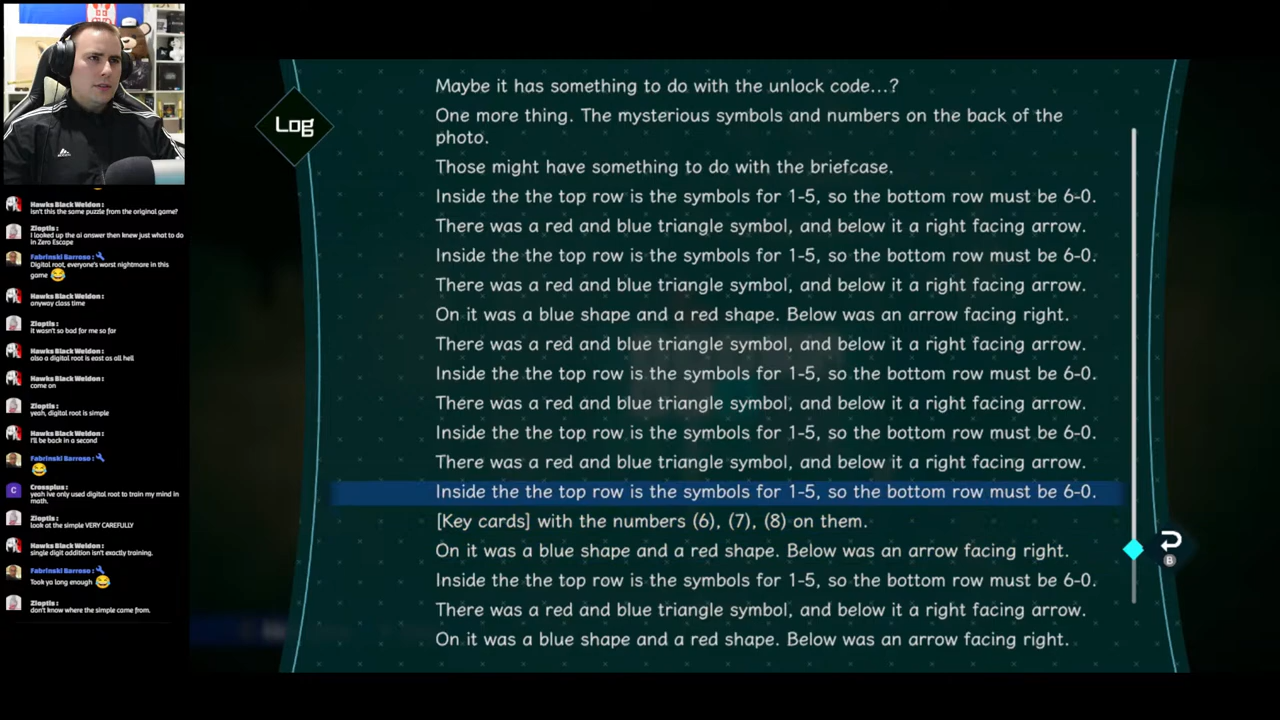 Log
Maybe it has something to do with the unlock code...?
One more thing. The mysterious symbols and numbers on the back of the
photo.
Those might have something to do with the briefcase.
Inside the the top row is the symbols for 1-5, so the bottom row must be 6-0.
There was a red and blue triangle symbol, and below it a right facing arrow.
Inside the the top row is the symbols for 1-5, so the bottom row must be 6-0.
There was a red and blue triangle symbol, and below it a right facing arrow.
On it was a blue shape and a red shape. Below was an arrow facing right.
There was a red and blue triangle symbol, and below it a right facing arrow.
Inside the the top row is the symbols for 1-5, so the bottom row must be 6-0.
There was a red and blue triangle symbol, and below it a right facing arrow.
Inside the the top row is the symbols for 1-5, so the bottom row must be 6-0.
There was a red and blue triangle symbol, and below it a right facing arrow.
Inside the the top row is the symbols for 1-5, so the bottom row must be 6-0.
[Key cards] with the numbers (6), (7), (8) on them.
On it was a blue shape and a red shape. Below was an arrow facing right.
Inside the the top row is the symbols for 1-5, so the bottom row must be 6-0.
There was a red and blue triangle symbol, and below it a right facing arrow.
On it was a blue shape and a red shape. Below was an arrow facing right.
B
Hawks Black Weldon :
isn't this the same puzzle from the original game?
Zioptis :
I looked up the ai answer then knew just what to do
in Zero Escape
Fabrinski Barroso :
Digital root, everyone's worst nightmare in this
game
Hawks Black Weldon :
anyway class time
Zioptis :
it wasn't so bad for me so far
Hawks Black Weldon :
also a digital root is east as all hell
Hawks Black Weldon :
come on
Zioptis :
yeah, digital root is simple
Hawks Black Weldon :
I'll be back in a second
Fabrinski Barroso :
C
Crossplus :
yeah ive only used digital root to train my mind in
math.
Zioptis :
look at the simple VERY CAREFULLY
Hawks Black Weldon :
single digit addition isn't exactly training.
Fabrinski Barroso :
Took ya long enough
Zioptis :
don't know where the simple came from.